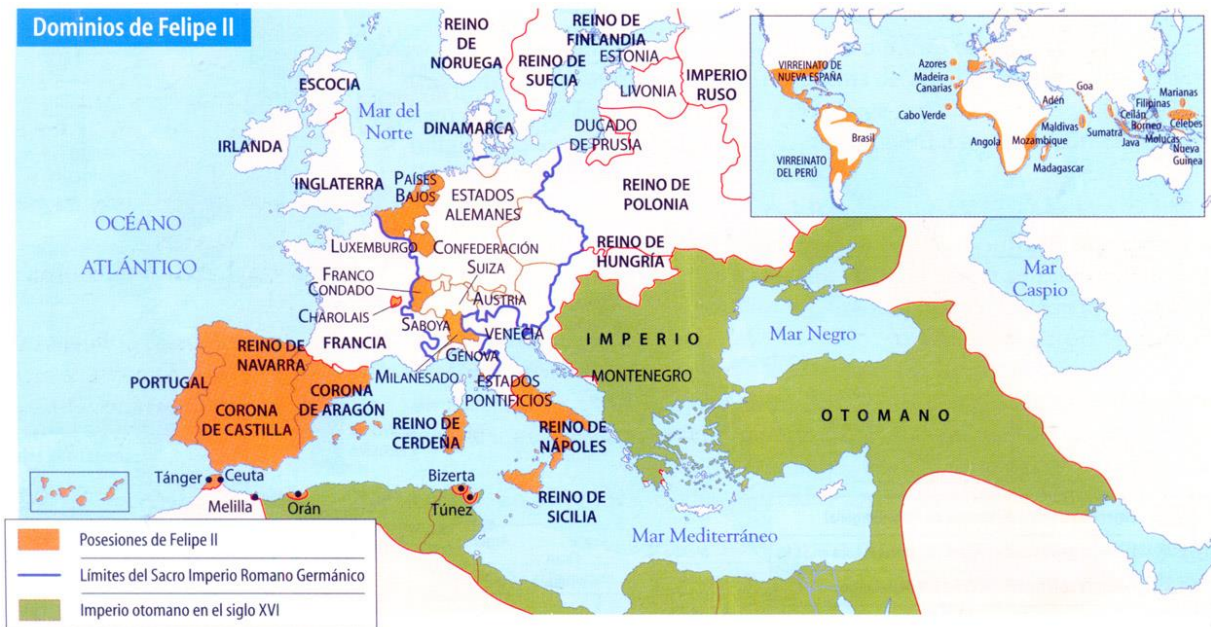 Dominios de Felipe II
REINO
DE
NORUEGA
REINO DE
SUECIA
REINO DE
FINLANDIA
ESTONIA
LIVONIA
IMPERIO
RUSO
ESCOCIA
Mar del
Norte
DINAMARCA
DUCADO
DE PRUSIA
IRLANDA
INGLATERRA
PAÍSES
BAJOS
ESTADOS
ALEMANES
REINO DE
POLONIA
OCÉANO
ATLÁNTICO
LUXEMBURGO
CONFEDERACIÓN
SUIZA
REINO DE
HUNGRÍA
FRANCO
CONDADO
AUSTRIA
CHAROLAIS
SABOYA
VENECIA
FRANCIA
GÉNOVA
MILANESADO
ESTADOS
PONTIFICIOS
REINO DE
NAVARRA
PORTUGAL
CORONA
DE ARAGÓN
CORONA
DE CASTILLA
REINO DE
CERDEÑA
REINO DE
NÁPOLES
REINO DE
SICILIA
IMPERIO
MONTENEGRO
OTOMANO
Mar Negro
Mar
Caspio
Mar Mediterráneo
Tánger
Ceuta
Melilla
Orán
Bizerta
Túnez
VIRREINATO DE
NUEVA ESPAÑA
VIRREINATO
DEL PERÚ
Brasil
Azores
Madeira
Canarias
Cabo Verde
Angola
Mozambique
Madagascar
Adén
Goa
Maldivas
Ceilán
Sumatra
Java
Borneo
Filipinas
Marianas
Célebes
Molucas
Nueva
Guinea
Posesiones de Felipe II
Límites del Sacro Imperio Romano Germánico
Imperio otomano en el siglo XVI